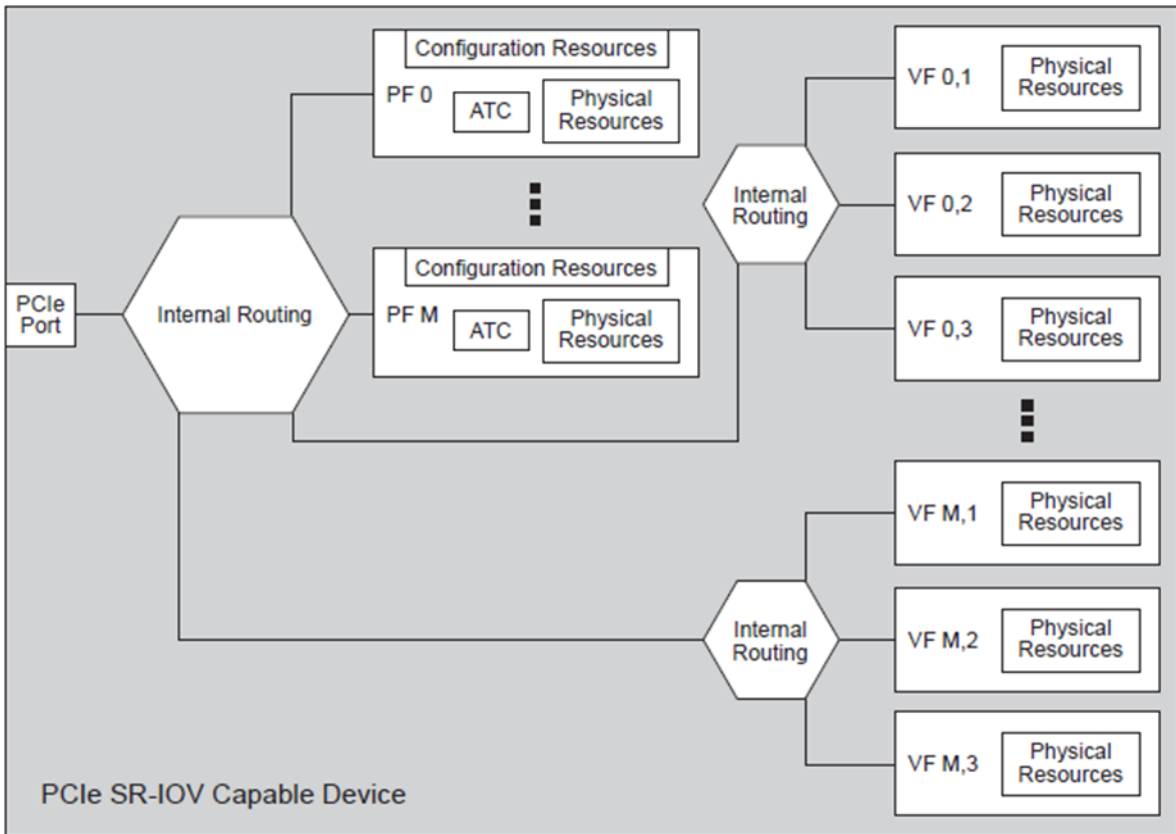 PCIe
Port
Internal Routing
Configuration Resources
PF 0
ATC
Physical
Resources
Configuration Resources
PF M
ATC
Physical
Resources
Internal
Routing
VF 0,1
Physical
Resources
VF 0,2
Physical
Resources
VF 0,3
Physical
Resources
Internal
Routing
VF M,1
Physical
Resources
VF M,2
Physical
Resources
VF M,3
Physical
Resources
PCIe SR-IOV Capable Device